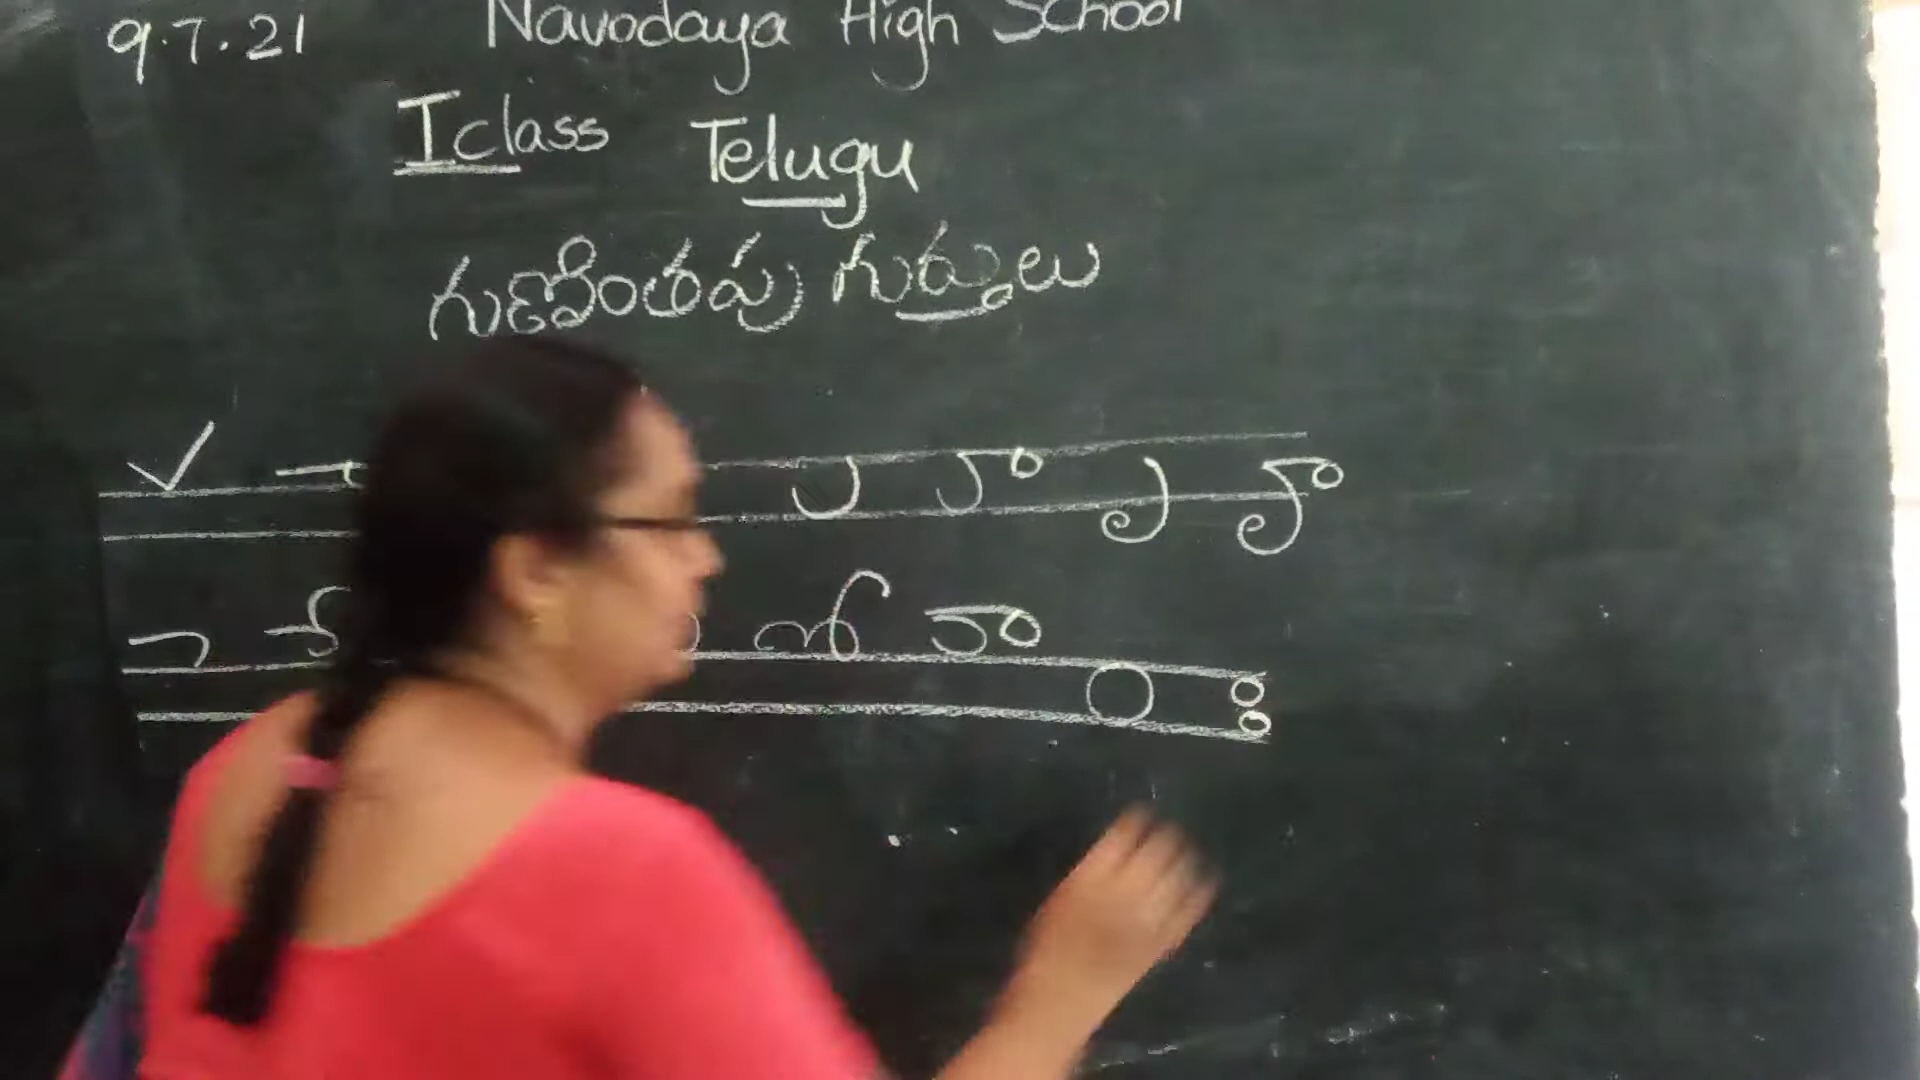 9.7.21 Navodaya High School
I class Telugu
గుణింతపు గుర్తులు
✓ ు ూ ృ ౄ
ె ే ో ౌ ం ః